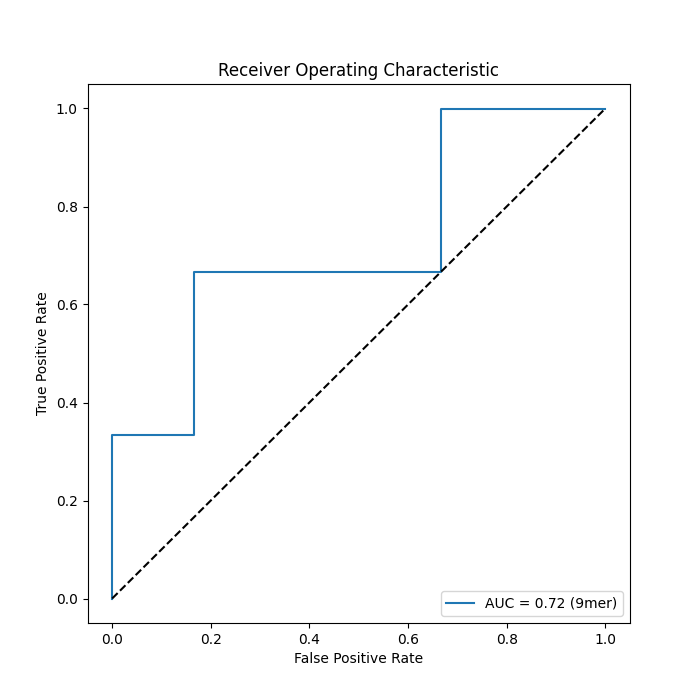 Receiver Operating Characteristic
1.0
0.8
0.6
0.4
0.2
0.0
True Positive Rate
AUC = 0.72 (9mer)
0.0 0.2 0.4 0.6 0.8 1.0
False Positive Rate